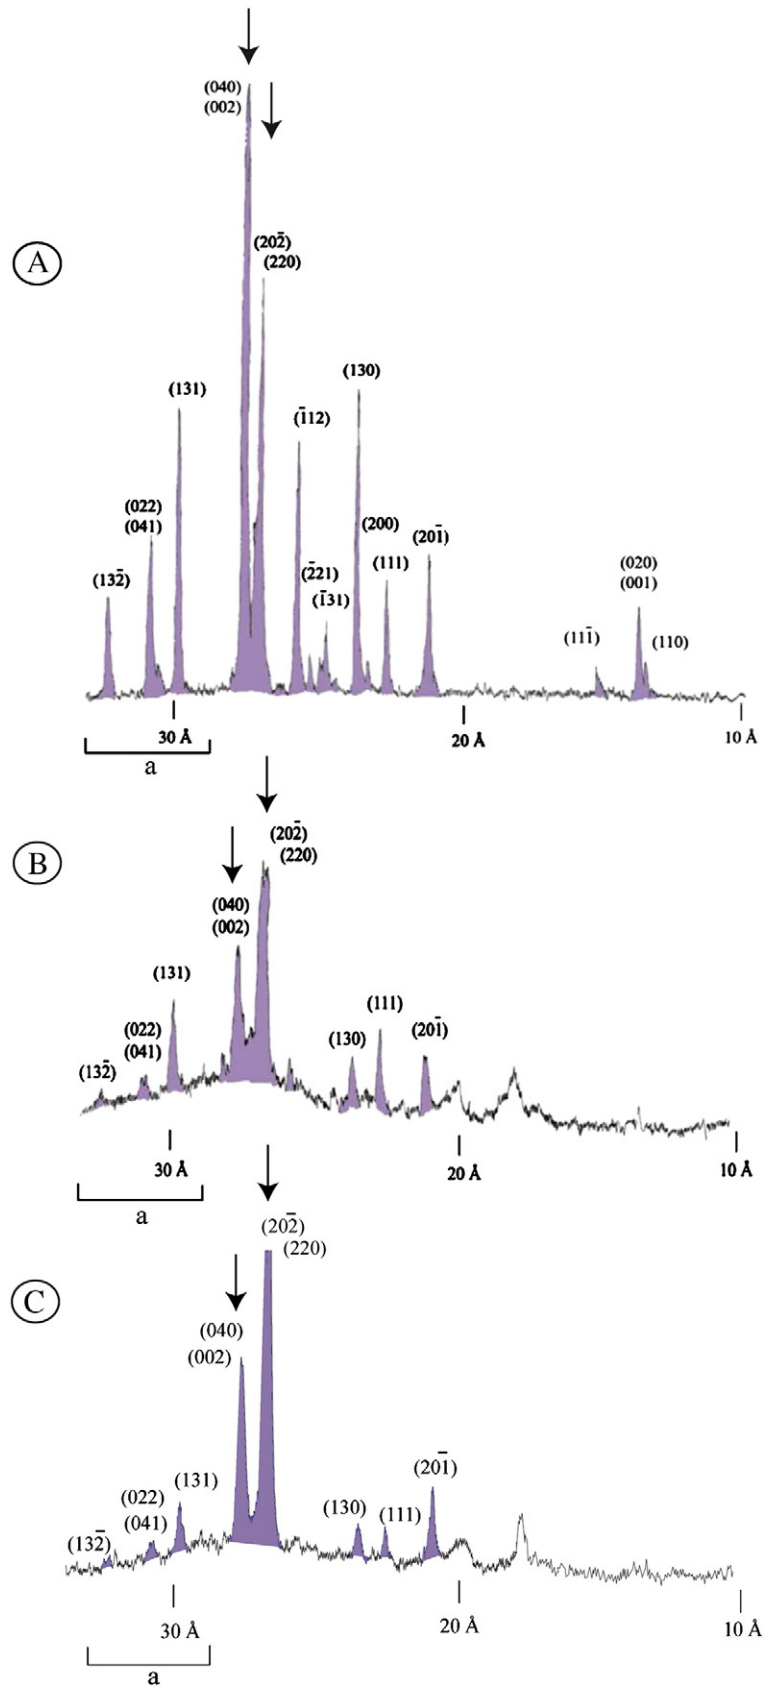 (040)
(002)
A
(202̅)
(220)
(131)
(130)
(1̅12)
(022)
(041)
(200)
(201̅)
(132̅)
(2̅21)
(111)
(020)
(001)
(1̅31)
(111̅)
(110)
30 Å
20 Å
10 Å
a
B
(202̅)
(220)
(040)
(002)
(131)
(111)
(022)
(041)
(130)
(201̅)
(132̅)
30 Å
20 Å
10 Å
a
(202̅)
(220)
C
(040)
(002)
(201̅)
(131)
(022)
(041)
(130)
(111)
(132̅)
30 Å
20 Å
10 Å
a